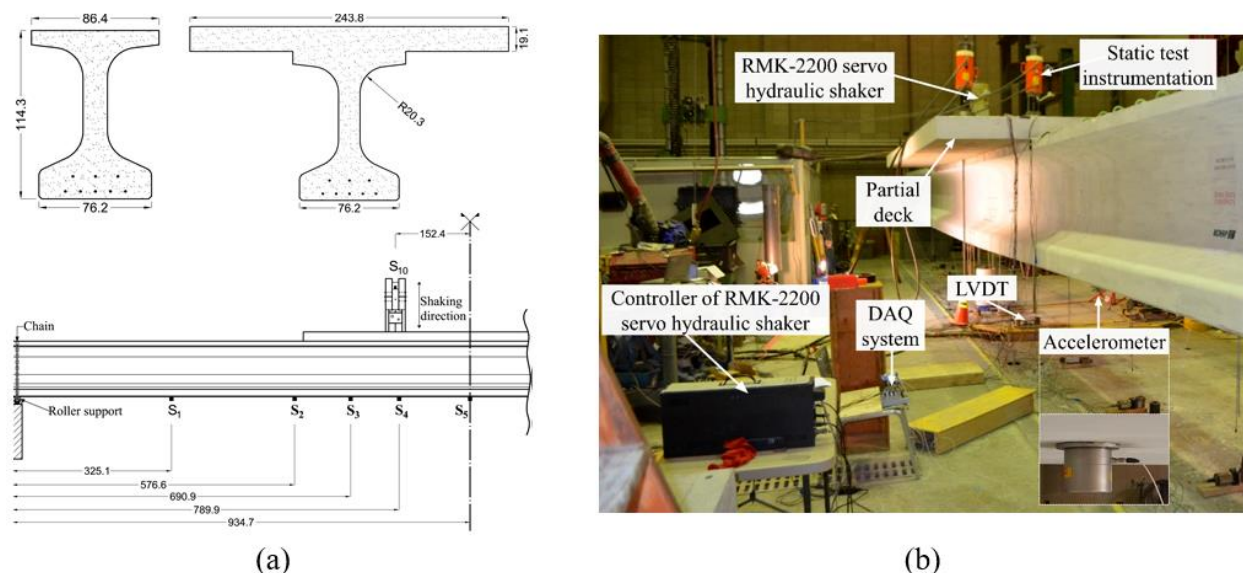 86.4
114.3
76.2
243.8
19.1
R20.3
76.2
152.4
S10
Shaking
direction
Chain
Roller support
S1
S2
S3
S4
S5
325.1
576.6
690.9
789.9
934.7
(a)
RMK-2200 servo
hydraulic shaker
Static test
instrumentation
Partial
deck
Controller of RMK-2200
servo hydraulic shaker
DAQ
system
LVDT
Accelerometer
(b)